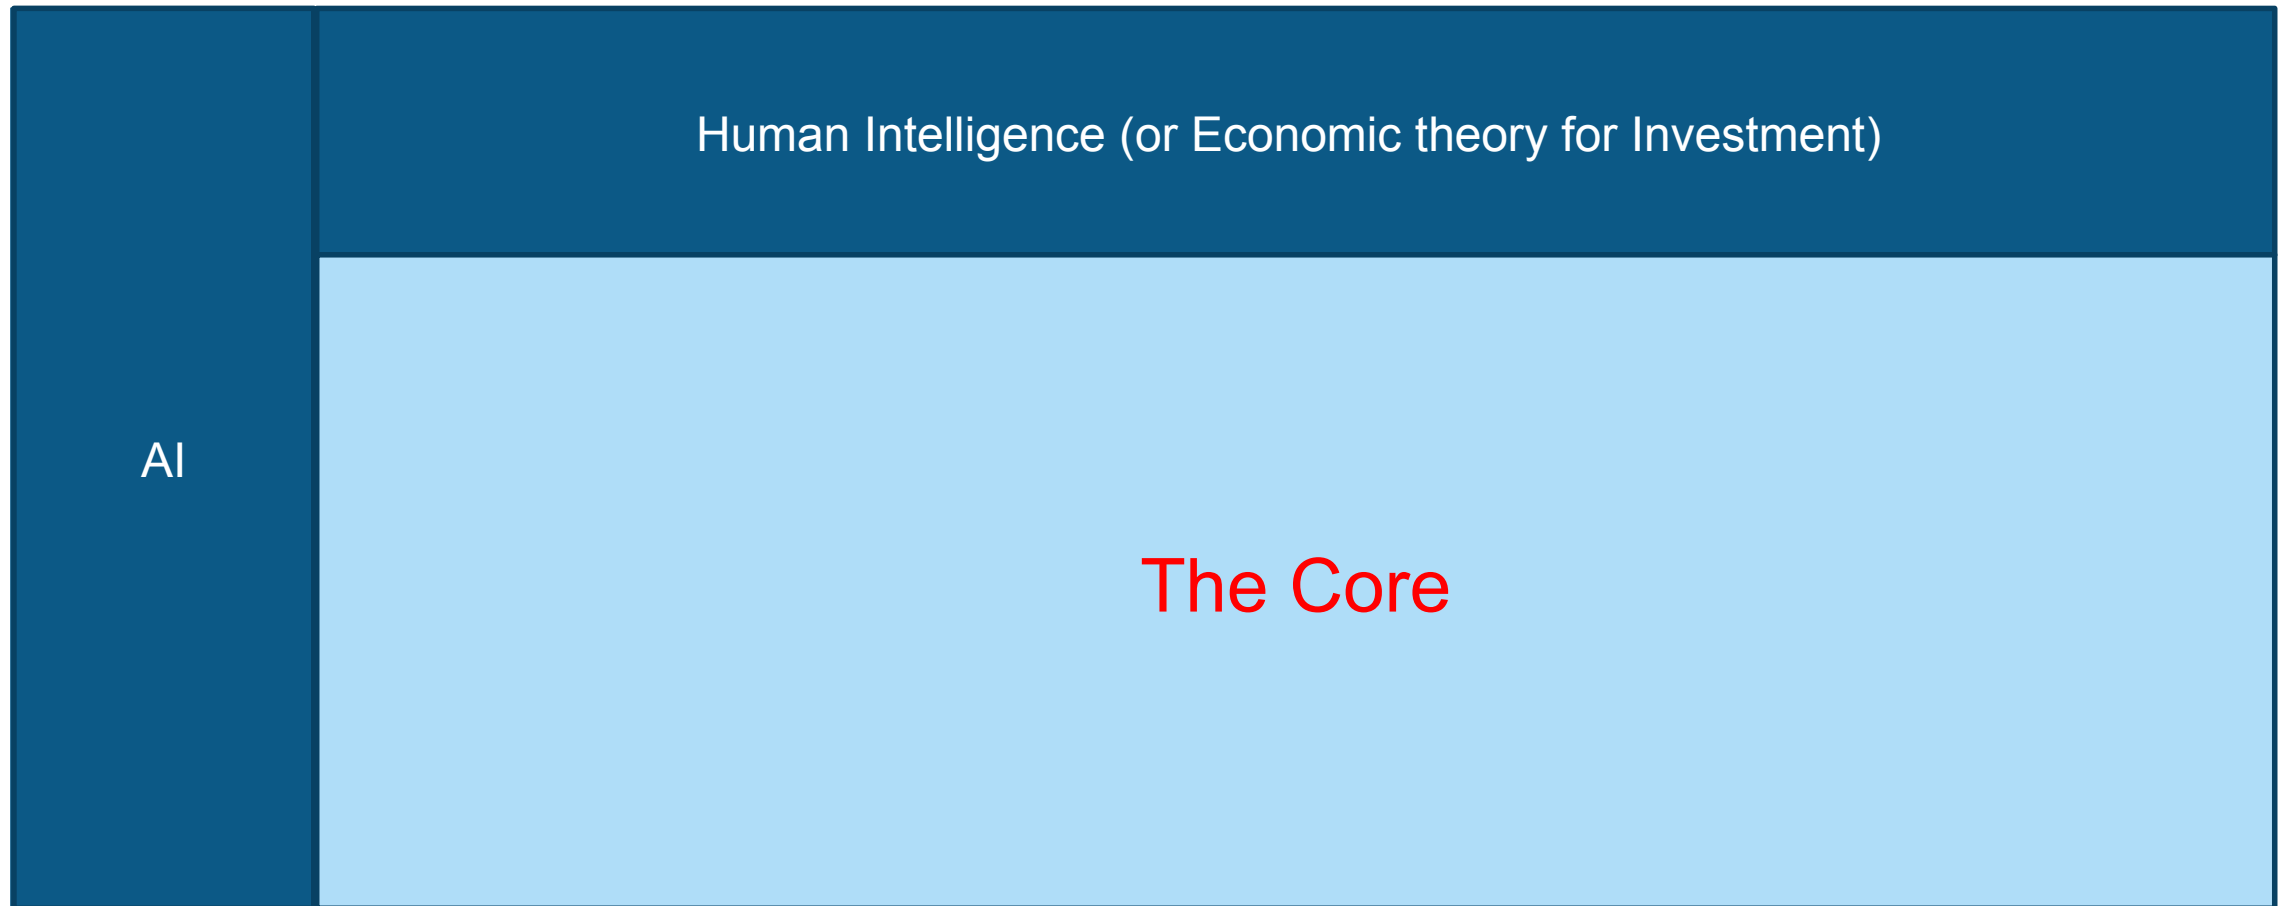 Human Intelligence (or Economic theory for Investment)
AI
The Core